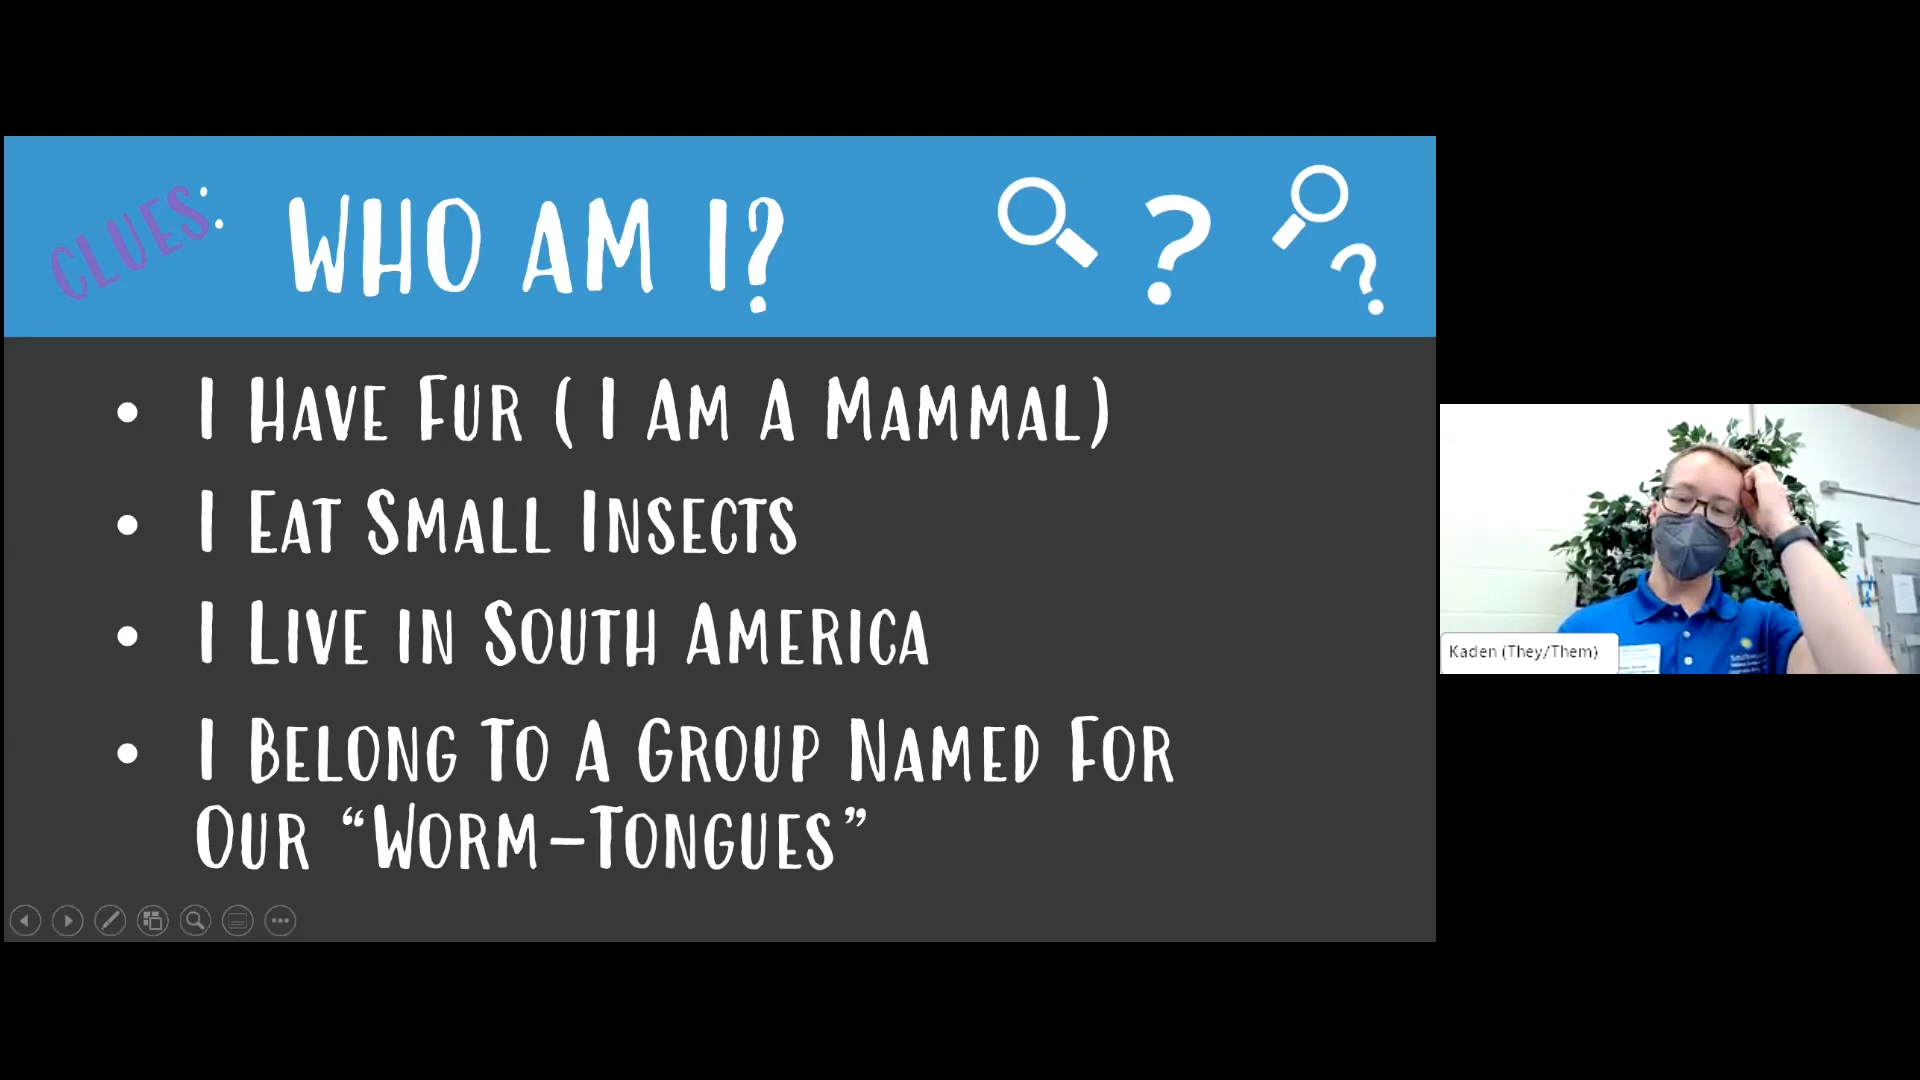 CLUES:
WHO AM I?
I HAVE FUR ( I AM A MAMMAL)
I EAT SMALL INSECTS
I LIVE IN SOUTH AMERICA
I BELONG TO A GROUP NAMED FOR
OUR “WORM-TONGUES”
Kaden (They/Them)